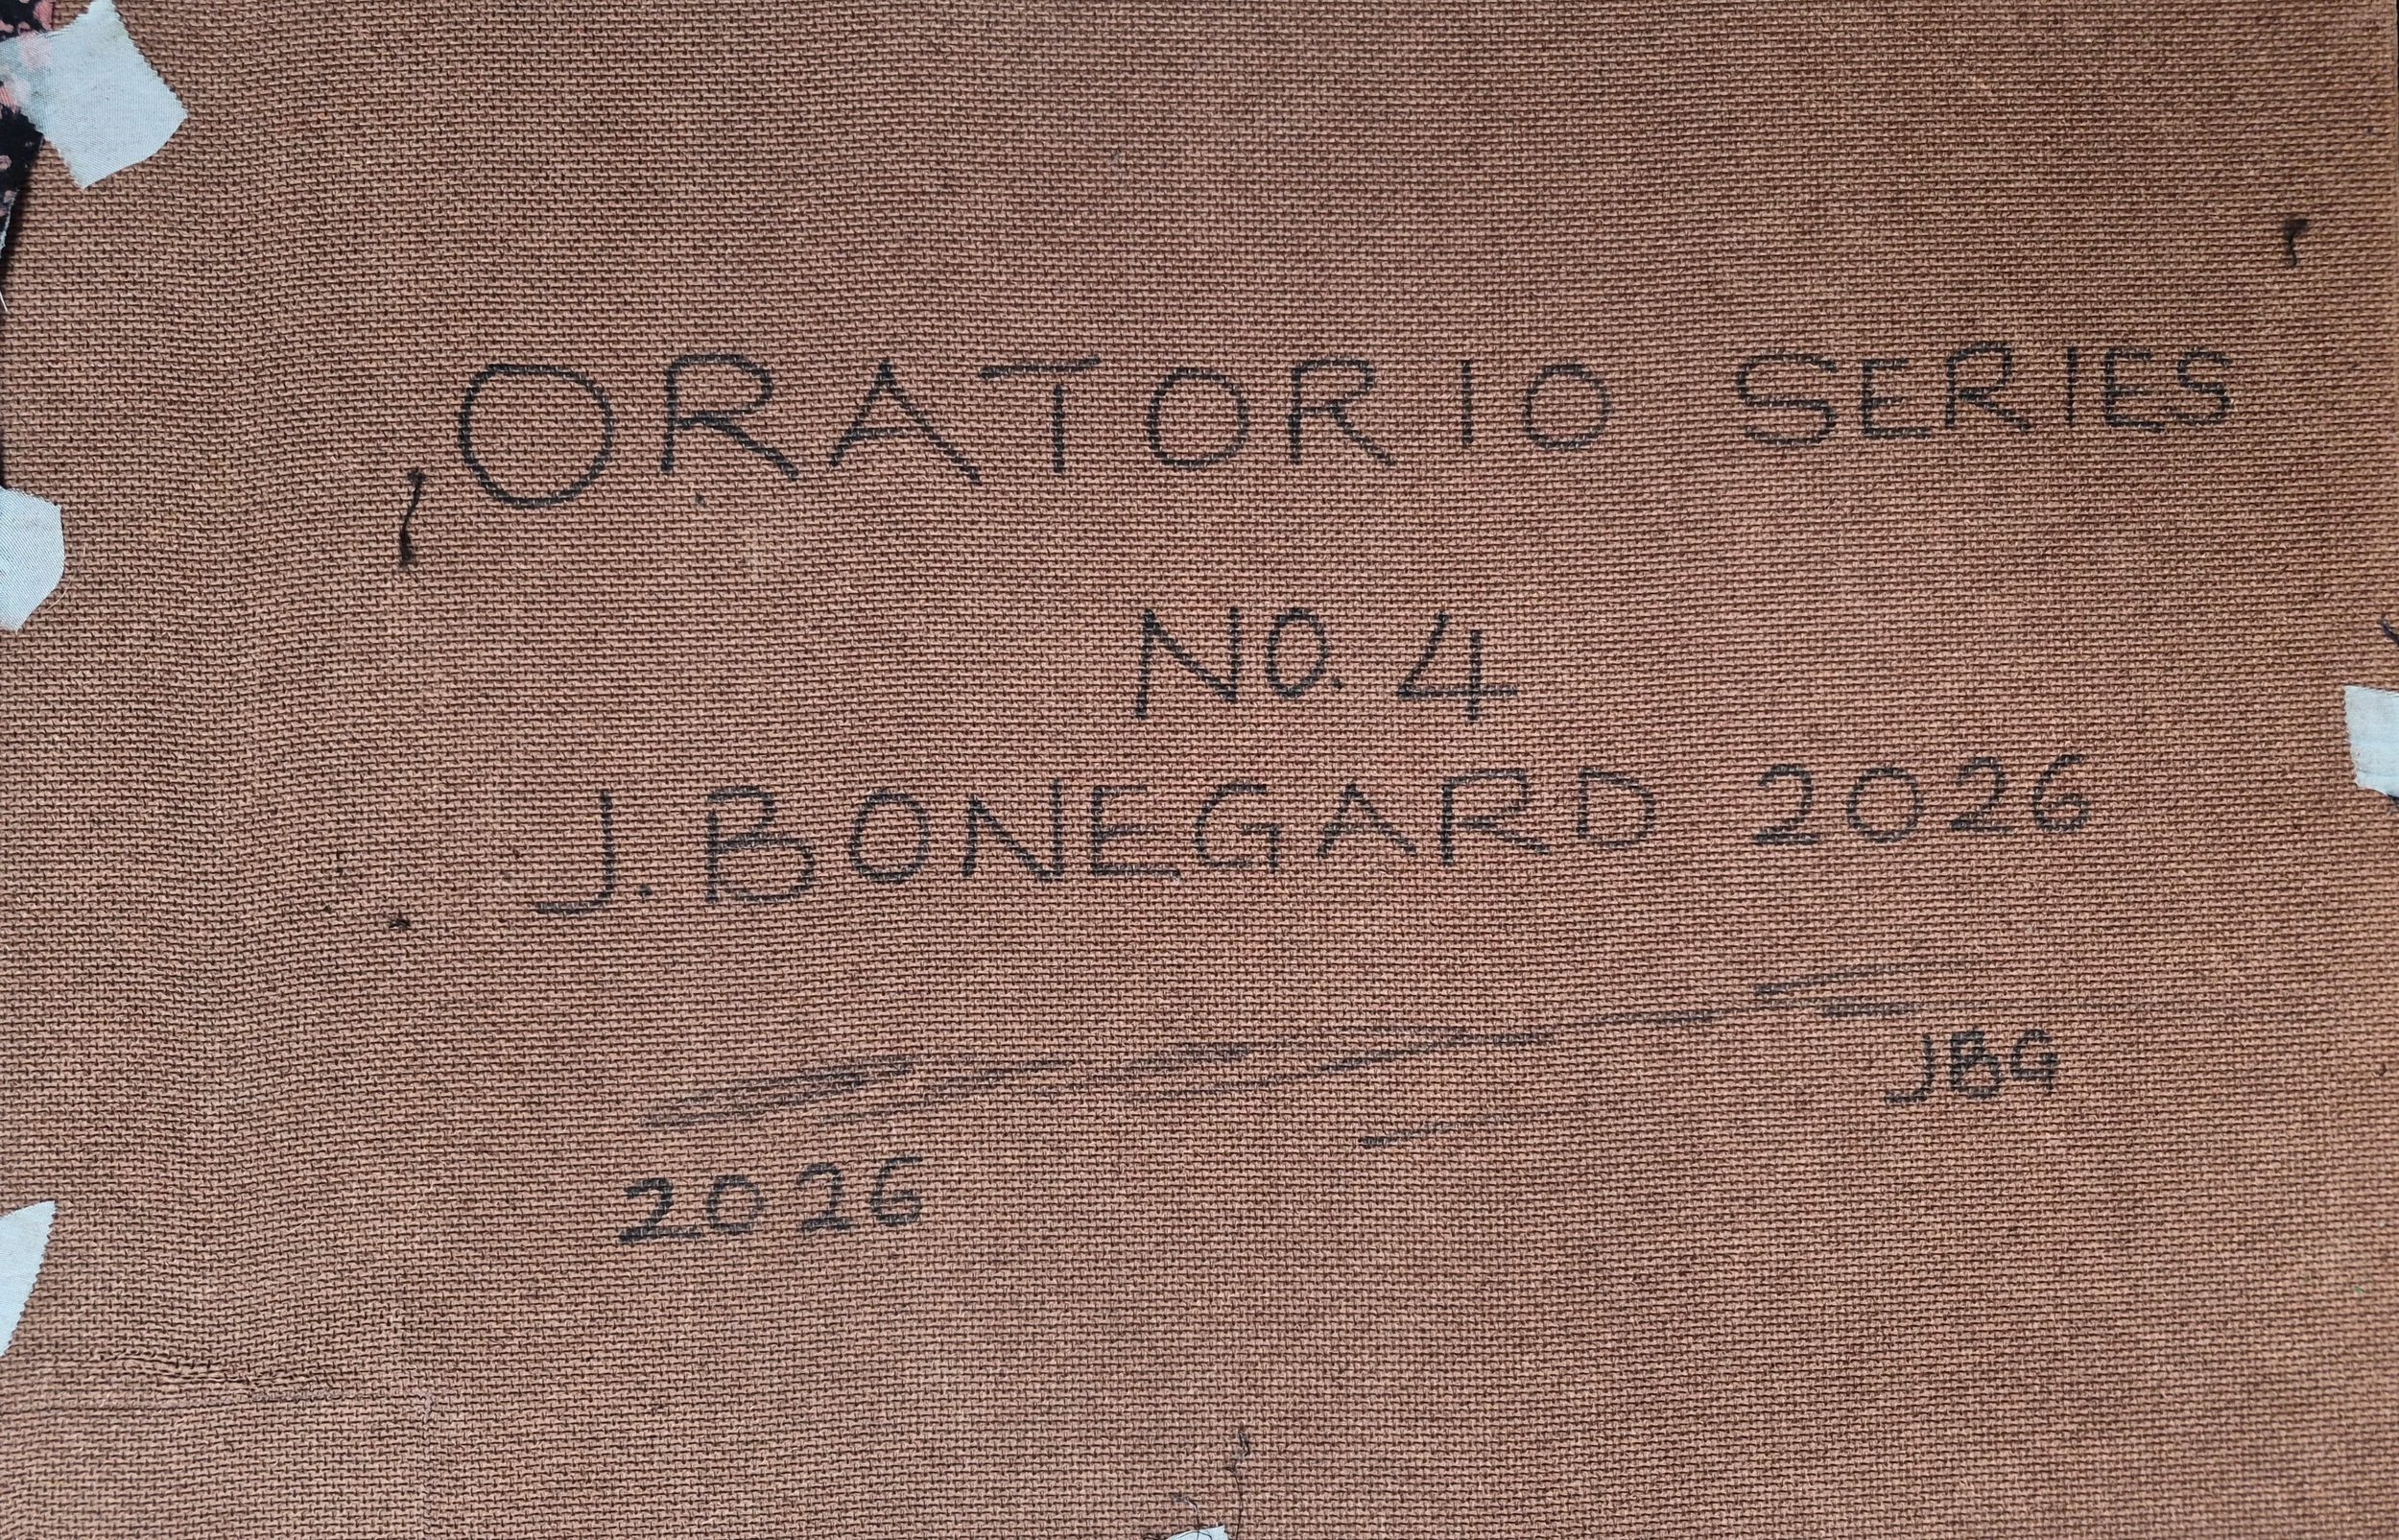 ORATORIO SERIES
NO. 4
J. BONEGARD 2026
JBG
2026